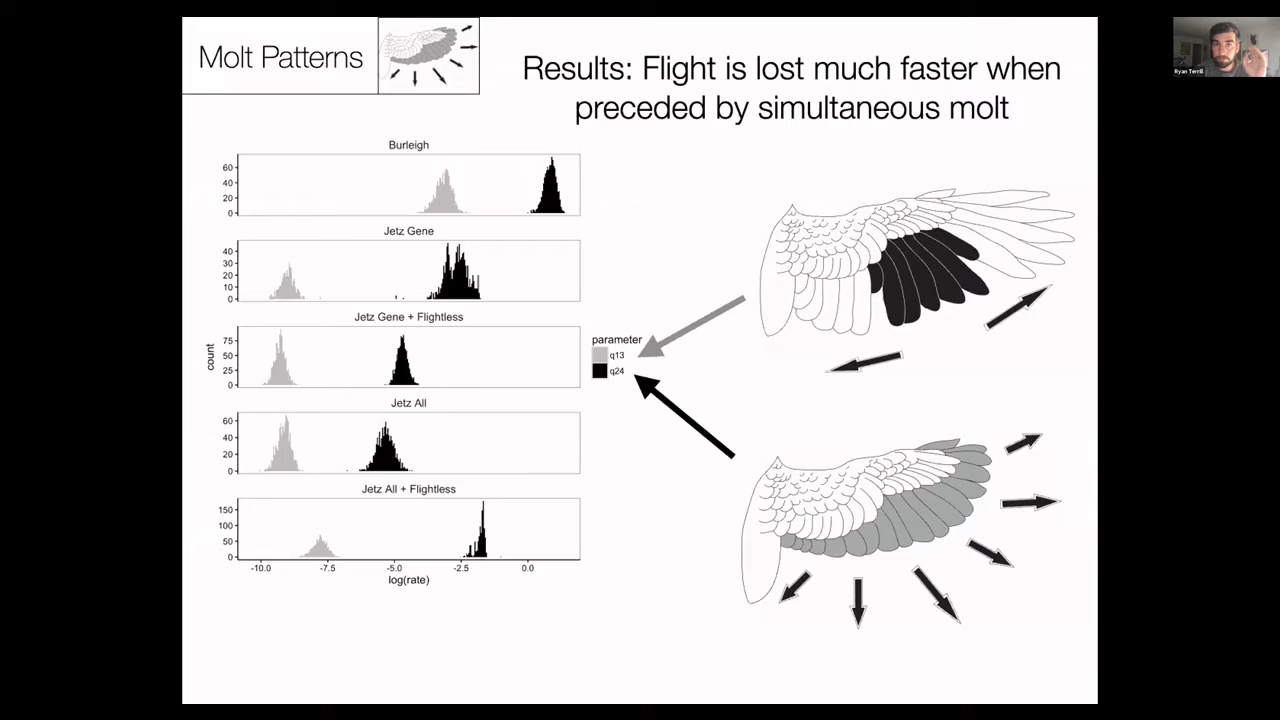 Molt Patterns
Results: Flight is lost much faster when
preceded by simultaneous molt
Ryan Terrill
Burleigh
60
40
20
0
Jetz Gene
40
30
20
10
0
Jetz Gene + Flightless
75
50
25
0
Jetz All
60
40
20
0
Jetz All + Flightless
150
100
50
0
-10.0 -7.5 -5.0 -2.5 0.0
log(rate)
count
parameter
q13
q24